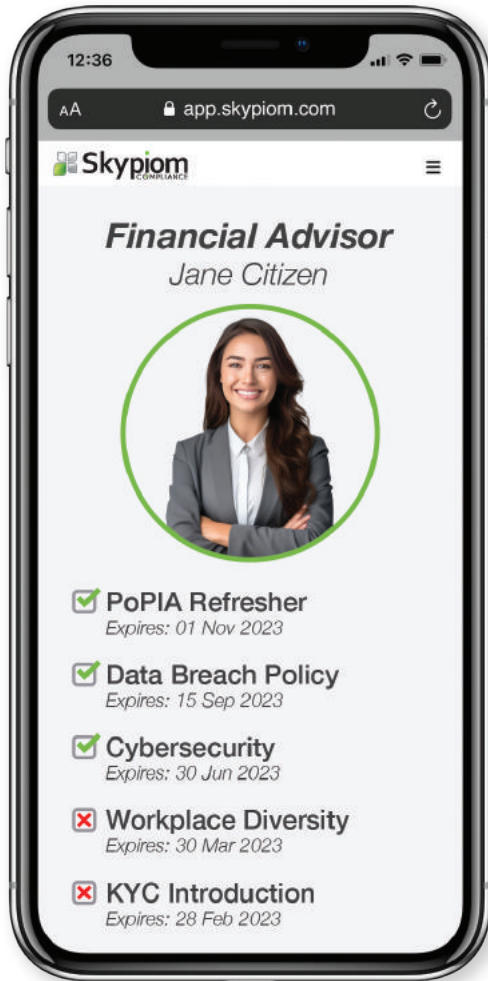 12:36
AA app.skypiom.com
Skypiom
COMPLIANCE
Financial Advisor
Jane Citizen
PoPIA Refresher
Expires: 01 Nov 2023
Data Breach Policy
Expires: 15 Sep 2023
Cybersecurity
Expires: 30 Jun 2023
Workplace Diversity
Expires: 30 Mar 2023
KYC Introduction
Expires: 28 Feb 2023